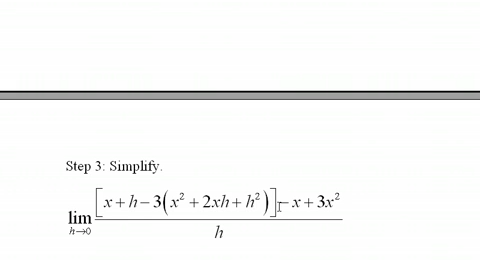 Step 3: Simplify.
lim h→0 [x + h − 3(x² + 2xh + h²)] − x + 3x² / h